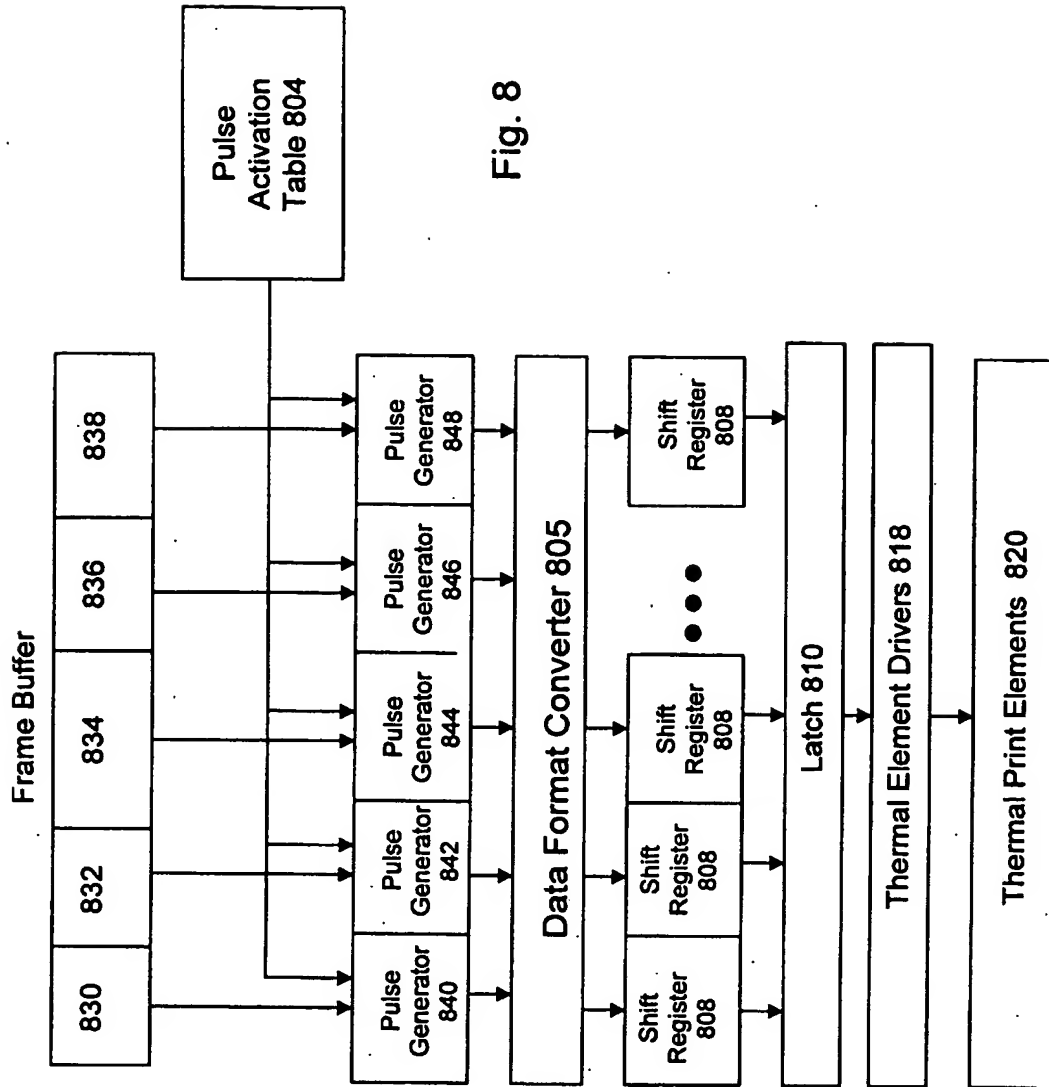 Frame Buffer
830
832
834
836
838
Pulse
Activation
Table 804
Pulse
Generator
840
Pulse
Generator
842
Pulse
Generator
844
Pulse
Generator
846
Pulse
Generator
848
Fig. 8
Data Format Converter 805
Shift
Register
808
Shift
Register
808
Shift
Register
808
Shift
Register
808
Latch 810
Thermal Element Drivers 818
Thermal Print Elements 820